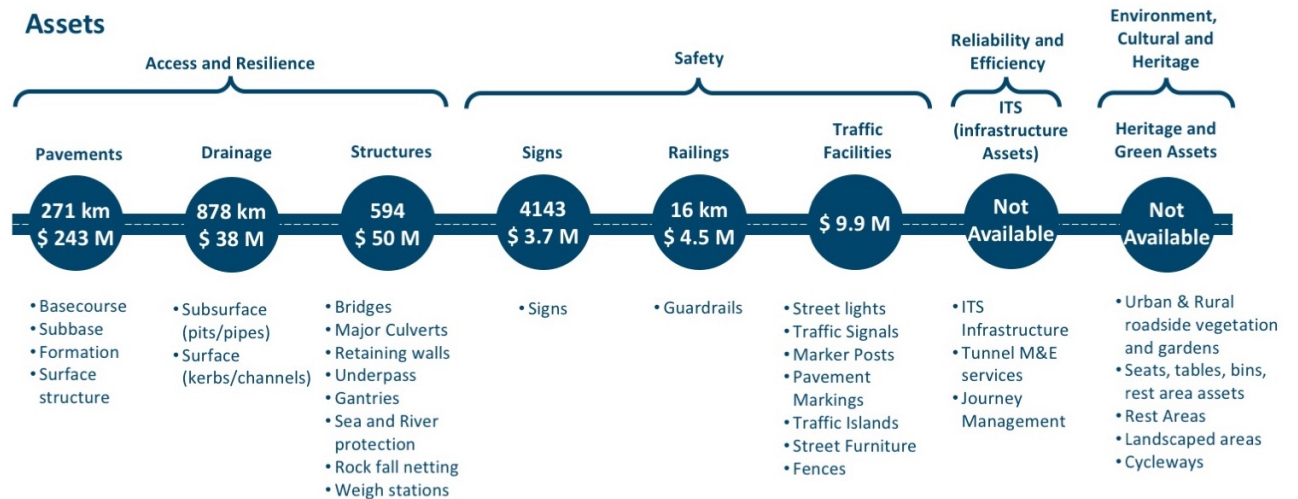 Assets
Access and Resilience
Safety
Reliability and
Efficiency
Environment,
Cultural and
Heritage
Pavements
Drainage
Structures
Signs
Railings
Traffic
Facilities
ITS
(infrastructure
Assets)
Heritage and
Green Assets
271 km
$ 243 M
878 km
$ 38 M
594
$ 50 M
4143
$ 3.7 M
16 km
$ 4.5 M
$ 9.9 M
Not
Available
Not
Available
• Basecourse
• Subbase
• Formation
• Surface
structure
• Subsurface
(pits/pipes)
• Surface
(kerbs/channels)
• Bridges
• Major Culverts
• Retaining walls
• Underpass
• Gantries
• Sea and River
protection
• Rock fall netting
• Weigh stations
• Signs
• Guardrails
• Street lights
• Traffic Signals
• Marker Posts
• Pavement
Markings
• Traffic Islands
• Street Furniture
• Fences
• ITS
Infrastructure
• Tunnel M&E
services
• Journey
Management
• Urban & Rural
roadside vegetation
and gardens
• Seats, tables, bins,
rest area assets
• Rest Areas
• Landscaped areas
• Cycleways